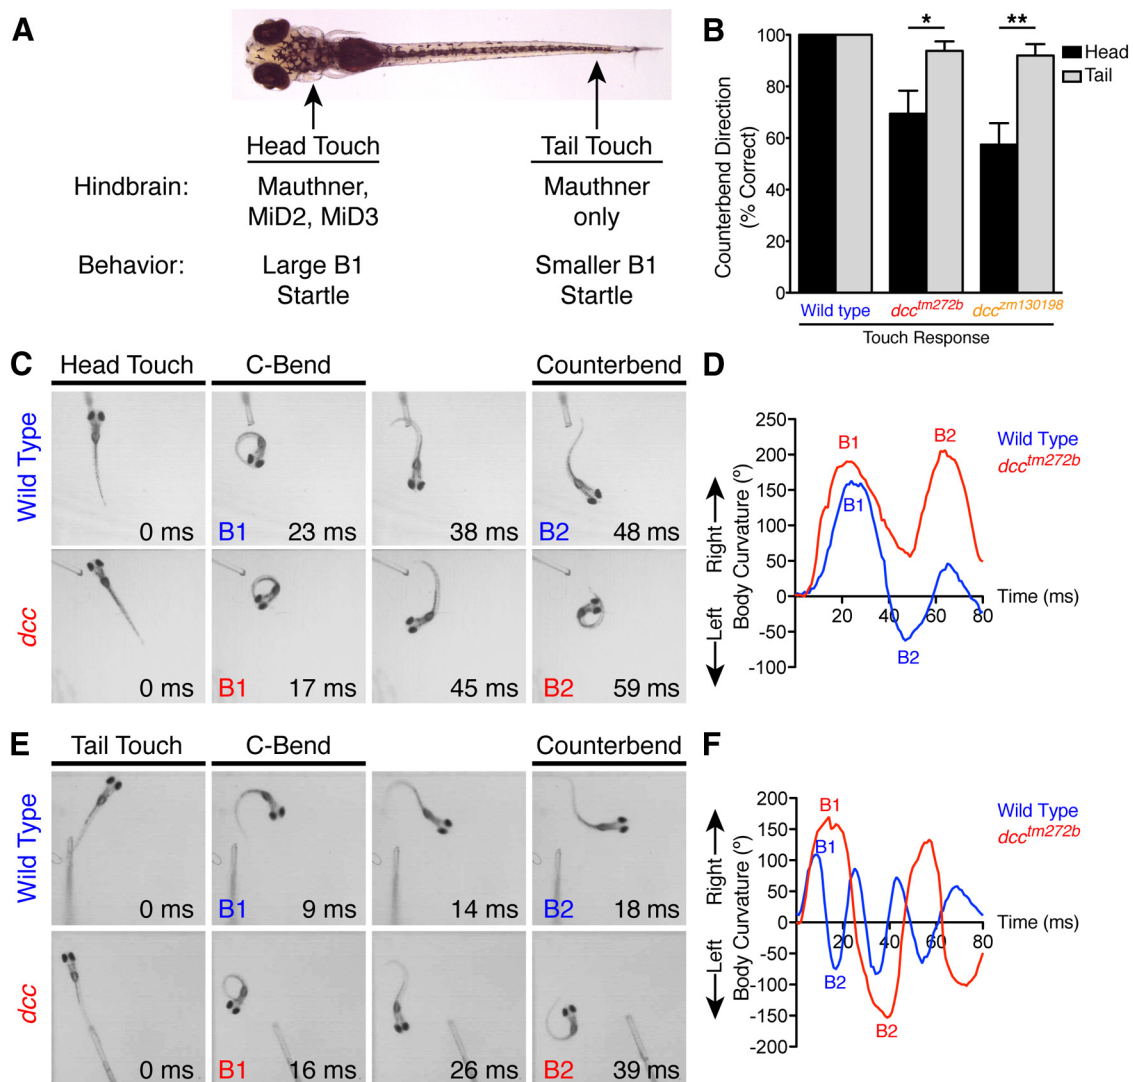 A
Head Touch
Tail Touch
Hindbrain:
Mauthner,
MiD2, MiD3
Mauthner
only
Behavior:
Large B1
Startle
Smaller B1
Startle
B
Counterbend Direction
(% Correct)
100
80
60
40
20
0
*
**
Head
Tail
Wild type
dcctm272b
dcczm130198
Touch Response
C
Head Touch
C-Bend
Counterbend
Wild Type
0 ms
B1 23 ms
38 ms
B2 48 ms
dcc
0 ms
B1 17 ms
45 ms
B2 59 ms
D
Left Right
Body Curvature (º)
250
200
150
100
50
0
-50
-100
B1
B2
B1
B2
Wild Type
dcctm272b
20 40 60 80
Time (ms)
E
Tail Touch
C-Bend
Counterbend
Wild Type
0 ms
B1 9 ms
14 ms
B2 18 ms
dcc
0 ms
B1 16 ms
26 ms
B2 39 ms
F
Left Right
Body Curvature (º)
200
150
100
50
0
-50
-100
-150
-200
B1
B1
B2
B2
Wild Type
dcctm272b
20 40 60 80
Time (ms)